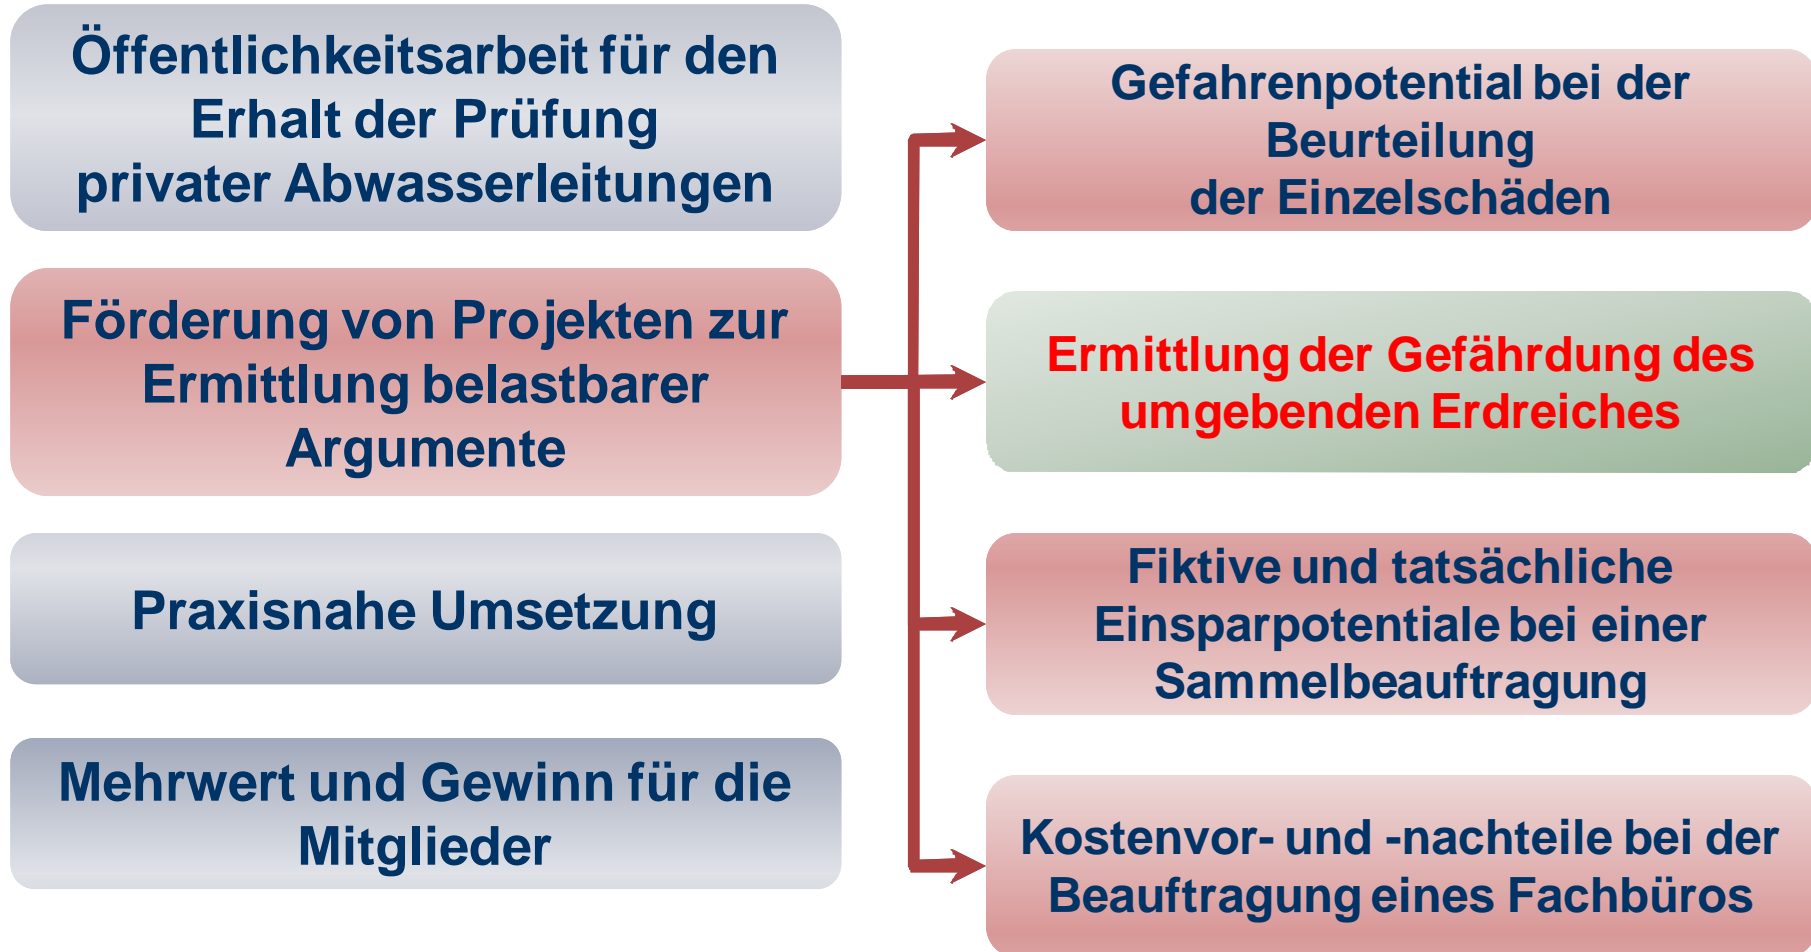 Öffentlichkeitsarbeit für den
Erhalt der Prüfung
privater Abwasserleitungen
Förderung von Projekten zur
Ermittlung belastbarer
Argumente
Praxisnahe Umsetzung
Mehrwert und Gewinn für die
Mitglieder
Gefahrenpotential bei der
Beurteilung
der Einzelschäden
Ermittlung der Gefährdung des
umgebenden Erdreiches
Fiktive und tatsächliche
Einsparpotentiale bei einer
Sammelbeauftragung
Kostenvor- und -nachteile bei der
Beauftragung eines Fachbüros